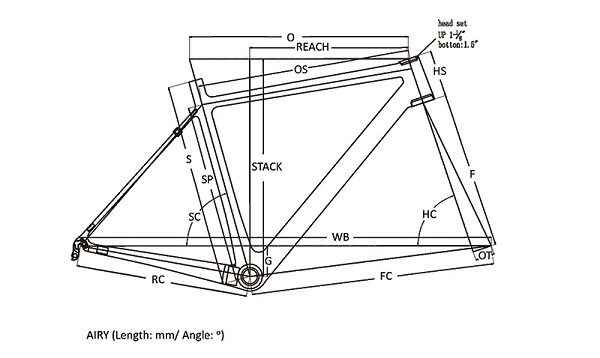 head set
UP 1-1/8"
botton:1.5"
O
REACH
OS
HS
S
SP
STACK
F
SC
HC
WB
G
OT
RC
FC
AIRY (Length: mm/ Angle: °)